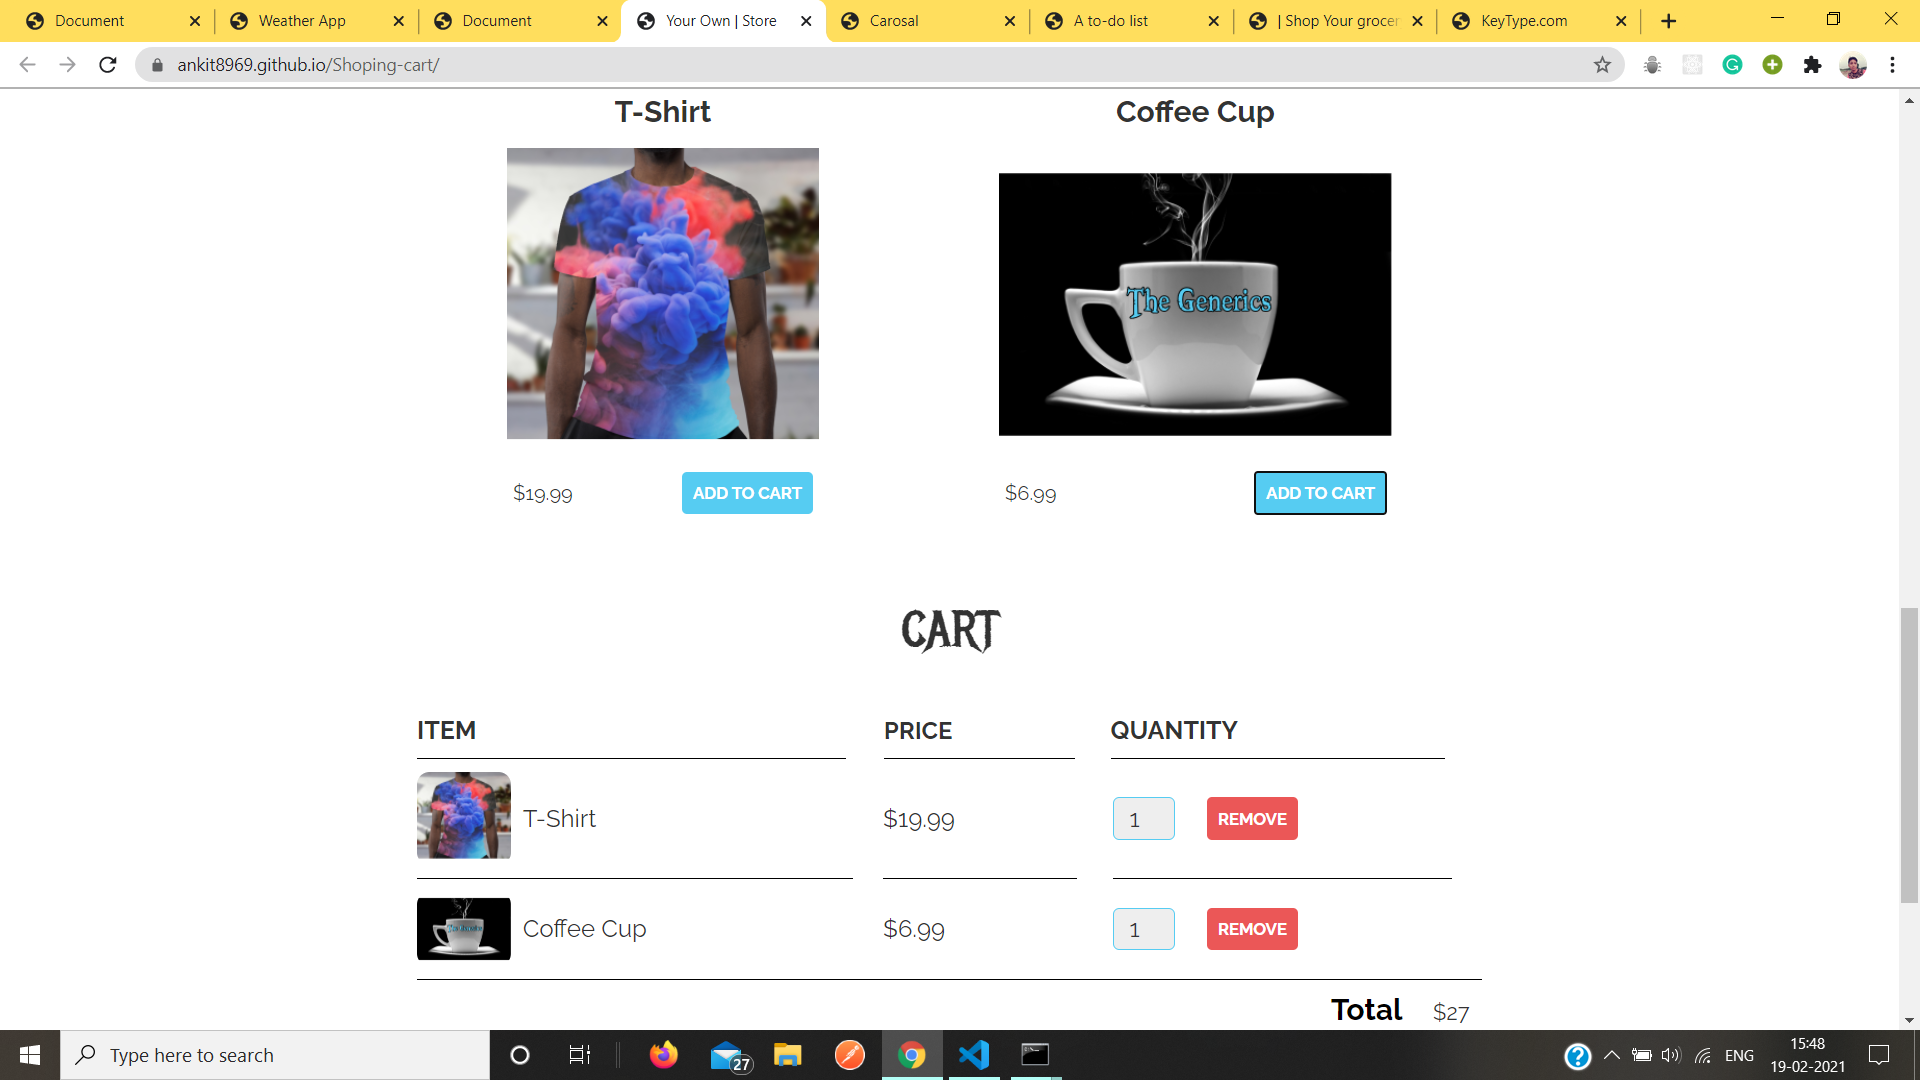 Document
Weather App
Document
Your Own | Store
Carosal
A to-do list
| Shop Your grocer
KeyType.com
ankit8969.github.io/Shoping-cart/
T-Shirt
Coffee Cup
The Generics
$19.99
ADD TO CART
$6.99
ADD TO CART
CART
ITEM
PRICE
QUANTITY
T-Shirt
$19.99
1
REMOVE
The Generics
Coffee Cup
$6.99
1
REMOVE
Total
$27
Type here to search
27
ENG
15:48
19-02-2021